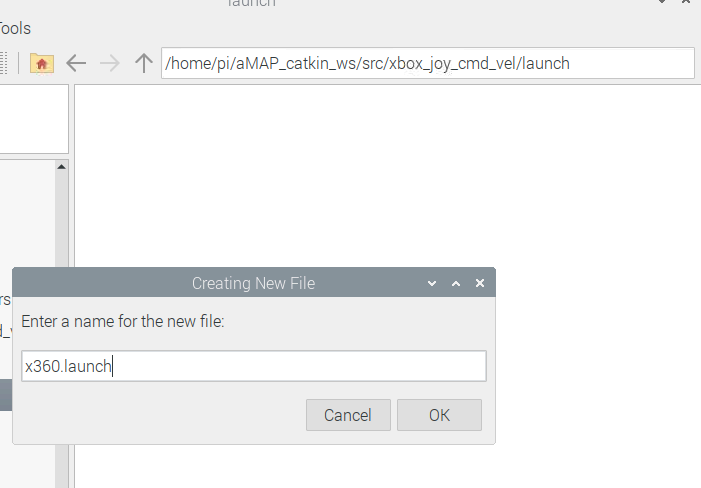 launch
Tools
/home/pi/aMAP_catkin_ws/src/xbox_joy_cmd_vel/launch
Creating New File
Enter a name for the new file:
x360.launch
Cancel OK